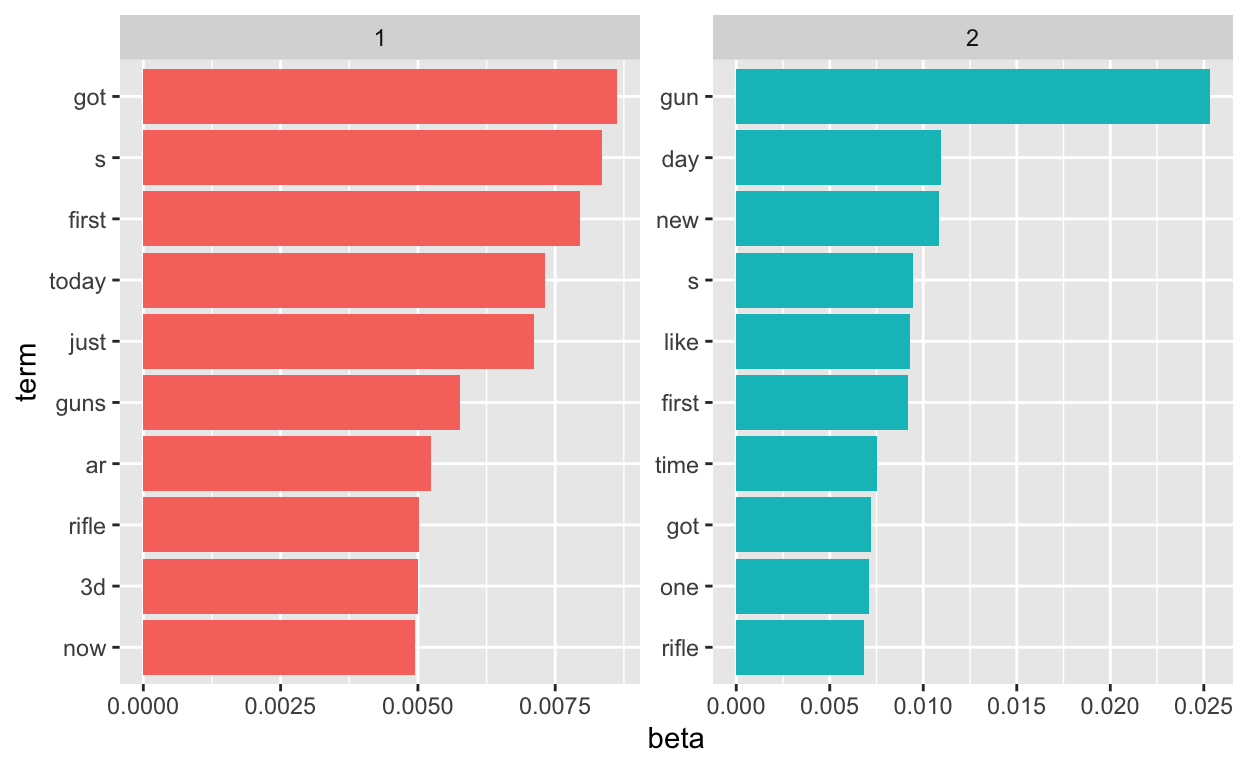 1
2
term
got
s
first
today
just
guns
ar
rifle
3d
now
0.0000 0.0025 0.0050 0.0075
gun
day
new
s
like
first
time
got
one
rifle
0.000 0.005 0.010 0.015 0.020 0.025
beta